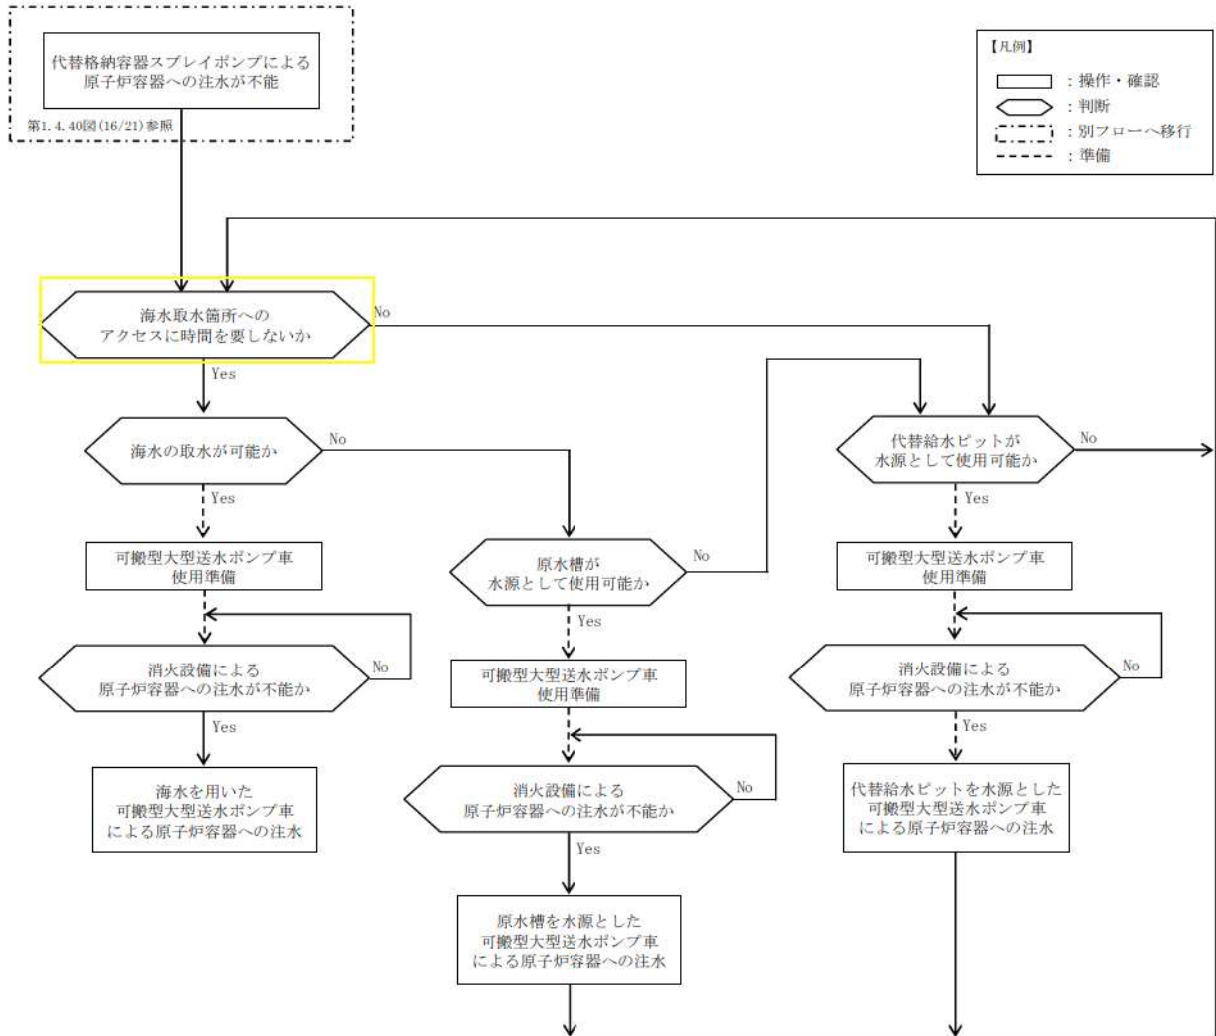 代替格納容器スプレイポンプによる
原子炉容器への注水が不能
第1.4.40図(16/21)参照
【凡例】
：操作・確認
：判断
：別フローへ移行
：準備
海水取水箇所への
アクセスに時間を要しないか
No
Yes
海水の取水が可能か
No
Yes
代替給水ピットが
水源として使用可能か
No
Yes
可搬型大型送水ポンプ車
使用準備
原水槽が
水源として使用可能か
No
Yes
可搬型大型送水ポンプ車
使用準備
消火設備による
原子炉容器への注水が不能か
No
Yes
可搬型大型送水ポンプ車
使用準備
消火設備による
原子炉容器への注水が不能か
No
Yes
海水を用いた
可搬型大型送水ポンプ車
による原子炉容器への注水
消火設備による
原子炉容器への注水が不能か
No
Yes
代替給水ピットを水源とした
可搬型大型送水ポンプ車
による原子炉容器への注水
原水槽を水源とした
可搬型大型送水ポンプ車
による原子炉容器への注水